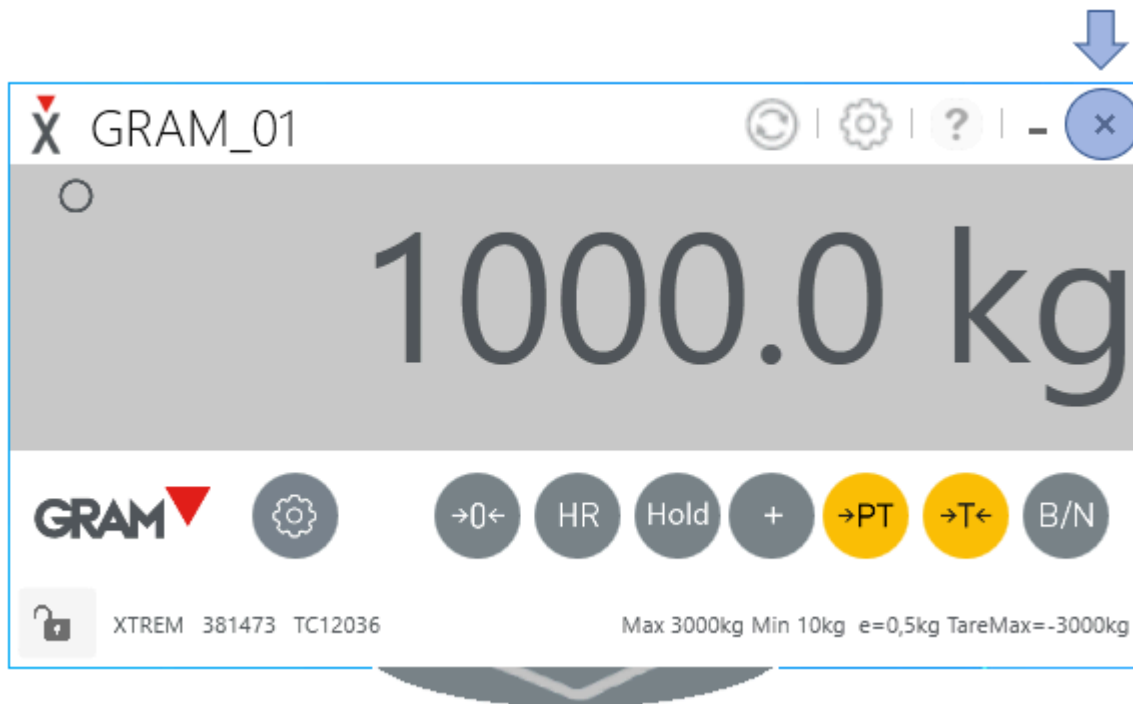 GRAM_01
?
1000.0 kg
GRAM
→0← HR Hold + →PT →T← B/N
XTREM 381473 TC12036 Max 3000kg Min 10kg e=0,5kg TareMax=-3000kg